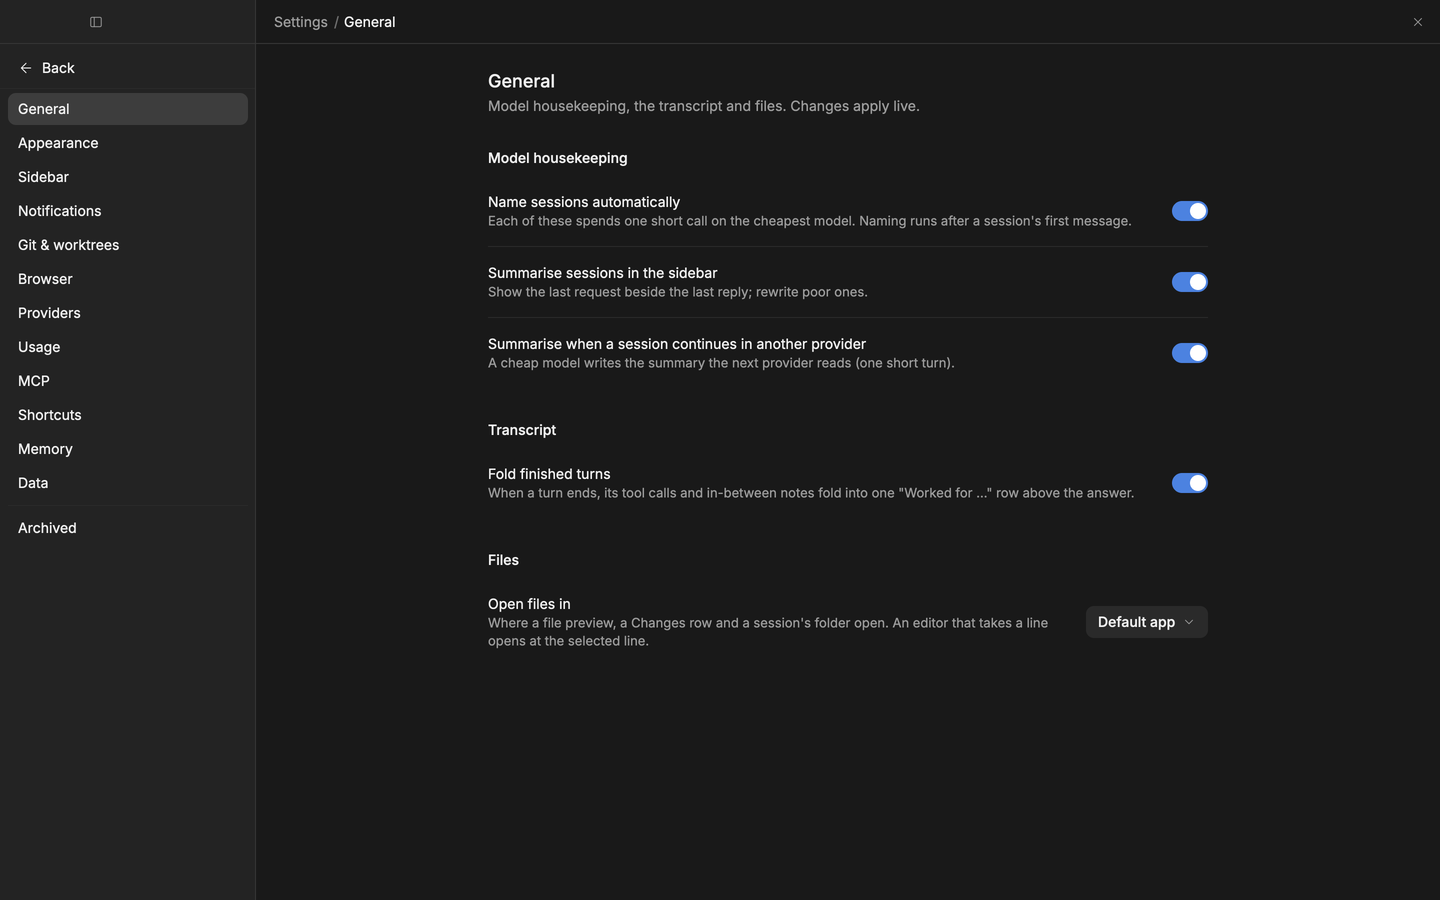 Settings / General
Back
General
Appearance
Sidebar
Notifications
Git & worktrees
Browser
Providers
Usage
MCP
Shortcuts
Memory
Data
Archived
General
Model housekeeping, the transcript and files. Changes apply live.
Model housekeeping
Name sessions automatically
Each of these spends one short call on the cheapest model. Naming runs after a session's first message.
Summarise sessions in the sidebar
Show the last request beside the last reply; rewrite poor ones.
Summarise when a session continues in another provider
A cheap model writes the summary the next provider reads (one short turn).
Transcript
Fold finished turns
When a turn ends, its tool calls and in-between notes fold into one "Worked for ..." row above the answer.
Files
Open files in
Where a file preview, a Changes row and a session's folder open. An editor that takes a line
opens at the selected line.
Default app